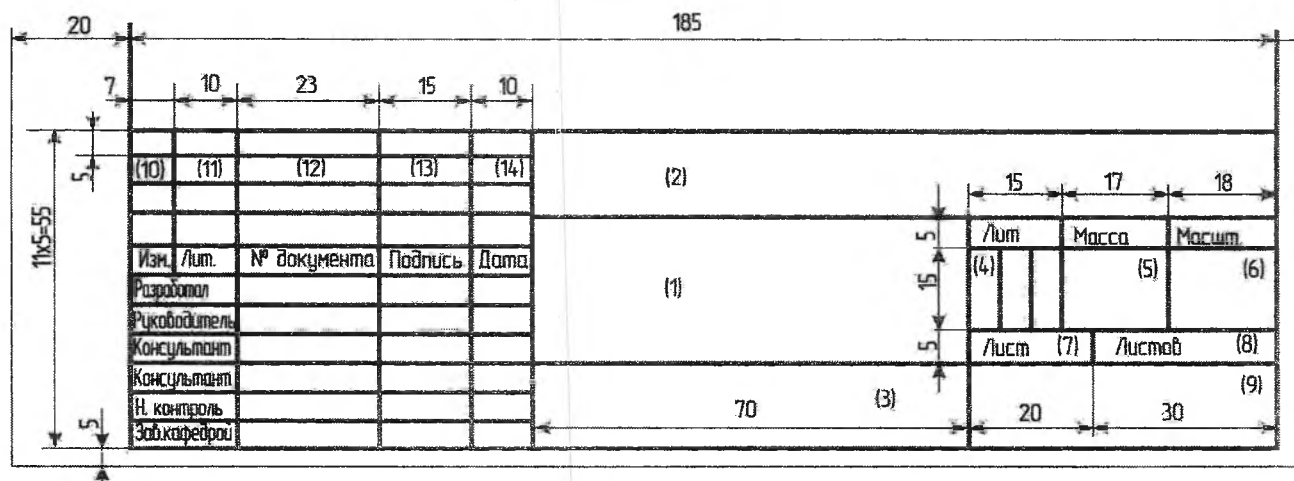 20 185
7 10 23 15 10
5 (10) (11) (12) (13) (14) (2)
15 17 18
11х5=55
5 Лит Масса Масшт.
Изм. Лит. № документа Подпись Дата
15 (1) (4) (5) (6)
Разработал
Руководитель
Консультант
5 Лист (7) Листов (8)
Консультант
(9)
Н. контроль
70 (3) 20 30
5 Зав.кафедрой